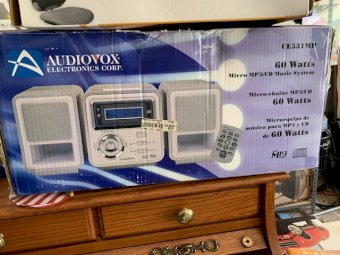 AUDIOVOX
ELECTRONICS CORP.
CE531MP
60 Watts
Micro MP3/CD Music System
Micro-chaîne MP3/CD
60 Watts
Microequipo de
música para MP3 y CD
de 60 Watts
MP3